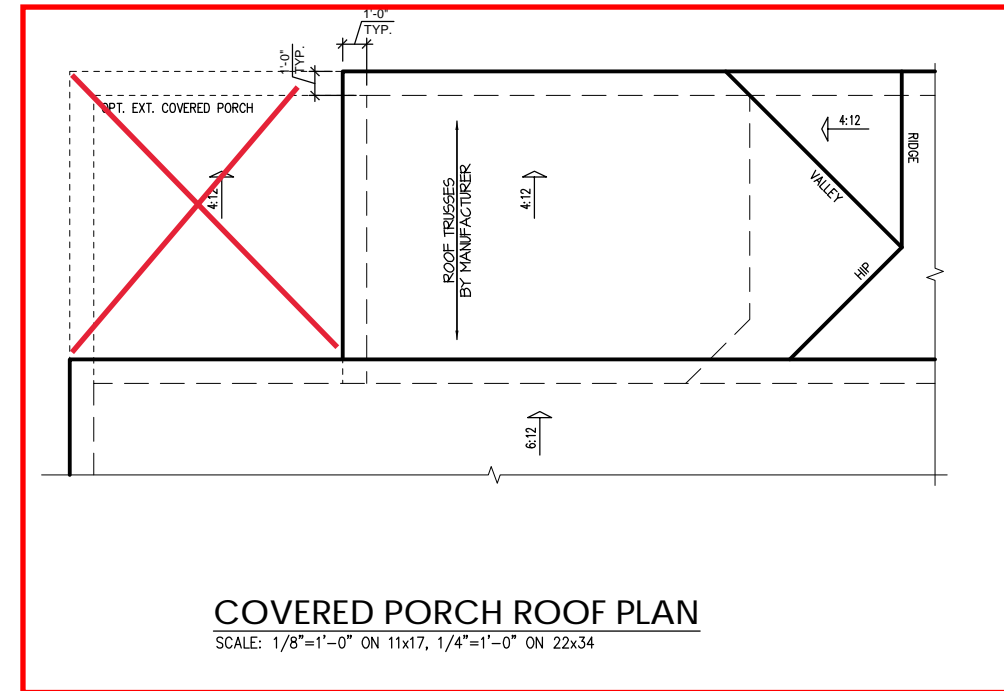 1'-0"
TYP.
1'-0"
TYP.
OPT. EXT. COVERED PORCH
4:12
RIDGE
4:12
4:12
VALLEY
ROOF TRUSSES
BY MANUFACTURER
HIP
6:12
COVERED PORCH ROOF PLAN
SCALE: 1/8"=1'-0" ON 11x17, 1/4"=1'-0" ON 22x34